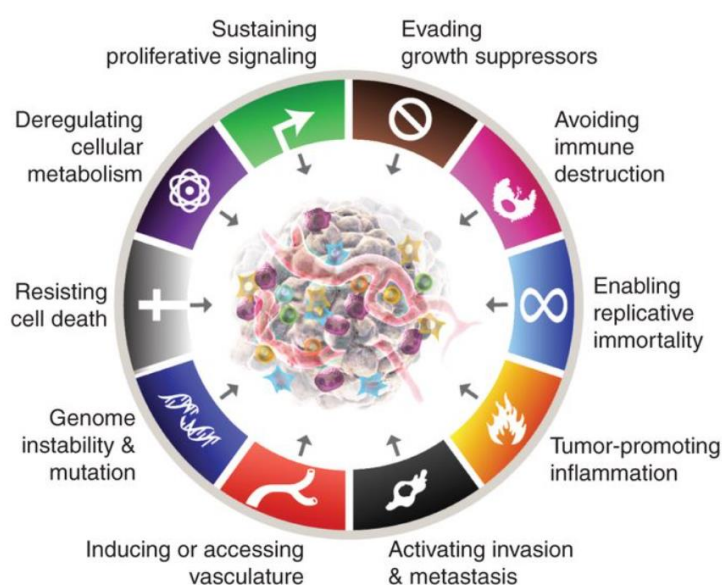 Sustaining
proliferative signaling
Evading
growth suppressors
Deregulating
cellular
metabolism
Avoiding
immune
destruction
Resisting
cell death
Enabling
replicative
immortality
Genome
instability &
mutation
Tumor-promoting
inflammation
Inducing or accessing
vasculature
Activating invasion
& metastasis